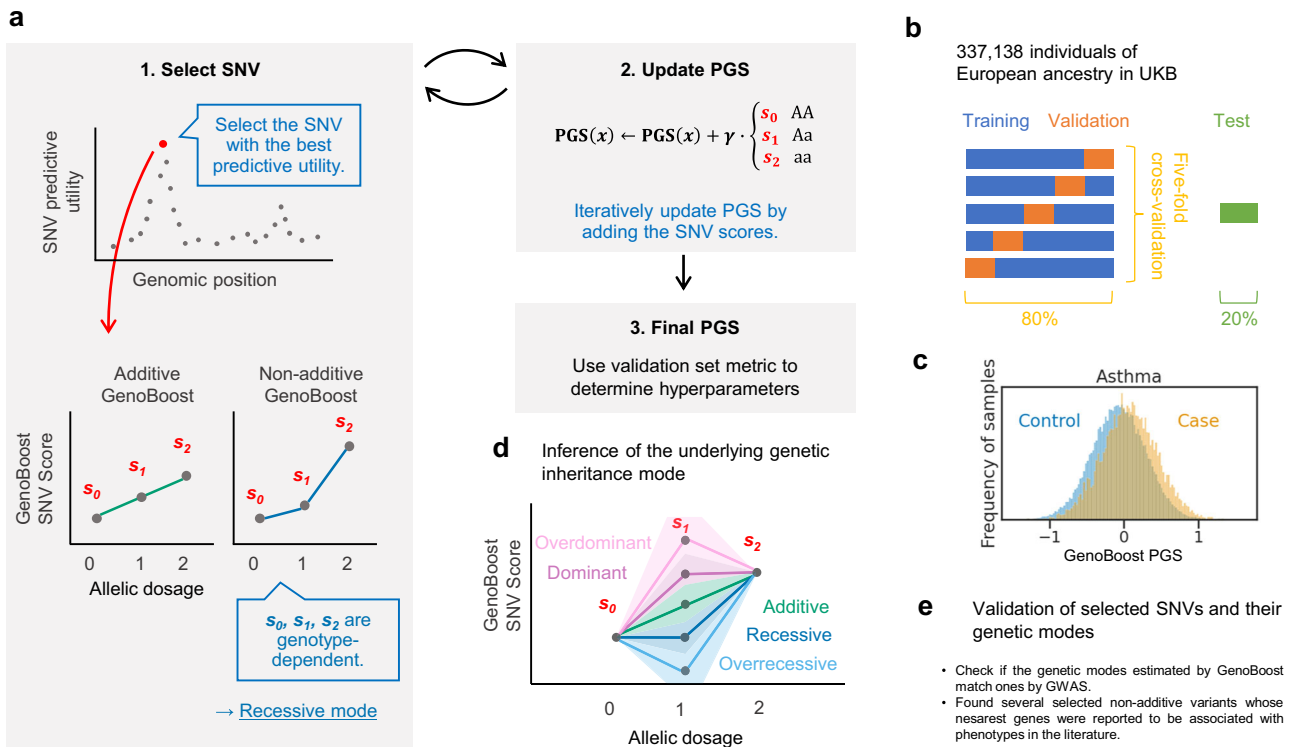 a
1. Select SNV
Select the SNV
with the best
predictive utility.
SNV predictive
utility
Genomic position
Additive
GenoBoost
Non-additive
GenoBoost
GenoBoost
SNV Score
s0
s1
s2
s0
s1
s2
0 1 2
0 1 2
Allelic dosage
s0, s1, s2 are
genotype-
dependent.
→ Recessive mode
2. Update PGS
PGS(x) ← PGS(x) + γ · { s0 AA
s1 Aa
s2 aa
Iteratively update PGS by
adding the SNV scores.
3. Final PGS
Use validation set metric to
determine hyperparameters
b
337,138 individuals of
European ancestry in UKB
Training Validation Test
Five-fold
cross-validation
80% 20%
c
Asthma
Frequency of samples
Control Case
−1 0 1
GenoBoost PGS
d
Inference of the underlying genetic
inheritance mode
GenoBoost
SNV Score
s1
s2
s0
Overdominant
Dominant
Additive
Recessive
Overrecessive
0 1 2
Allelic dosage
e
Validation of selected SNVs and their
genetic modes
• Check if the genetic modes estimated by GenoBoost
match ones by GWAS.
• Found several selected non-additive variants whose
nesarest genes were reported to be associated with
phenotypes in the literature.